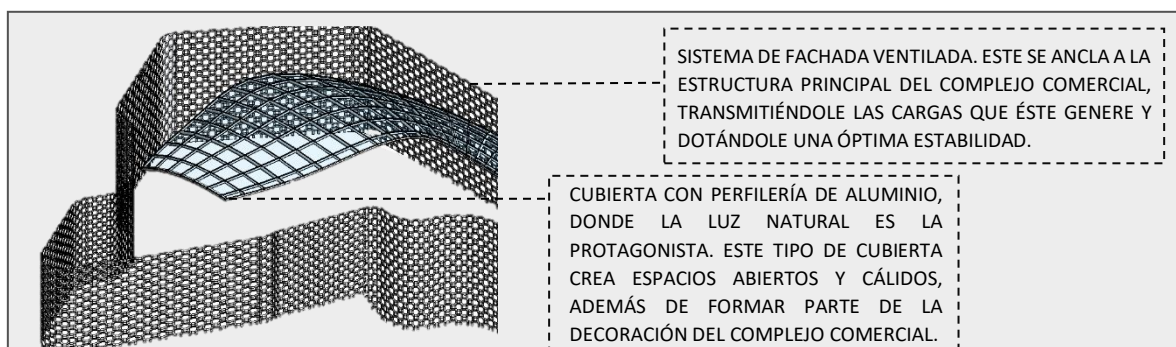 SISTEMA DE FACHADA VENTILADA. ESTE SE ANCLA A LA
ESTRUCTURA PRINCIPAL DEL COMPLEJO COMERCIAL,
TRANSMITIÉNDOLE LAS CARGAS QUE ÉSTE GENERE Y
DOTÁNDOLE UNA ÓPTIMA ESTABILIDAD.
CUBIERTA CON PERFILERÍA DE ALUMINIO,
DONDE LA LUZ NATURAL ES LA
PROTAGONISTA. ESTE TIPO DE CUBIERTA
CREA ESPACIOS ABIERTOS Y CÁLIDOS,
ADEMÁS DE FORMAR PARTE DE LA
DECORACIÓN DEL COMPLEJO COMERCIAL.